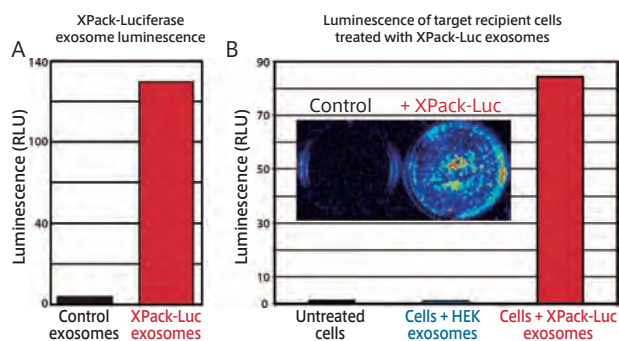 XPack-Luciferase
exosome luminescence
A
Luminescence (RLU)
140
100
40
0
Control
exosomes
XPack-Luc
exosomes
Luminescence of target recipient cells
treated with XPack-Luc exosomes
B
Luminescence (RLU)
90
70
50
30
10
0
Control
+ XPack-Luc
Untreated
cells
Cells + HEK
exosomes
Cells + XPack-Luc
exosomes